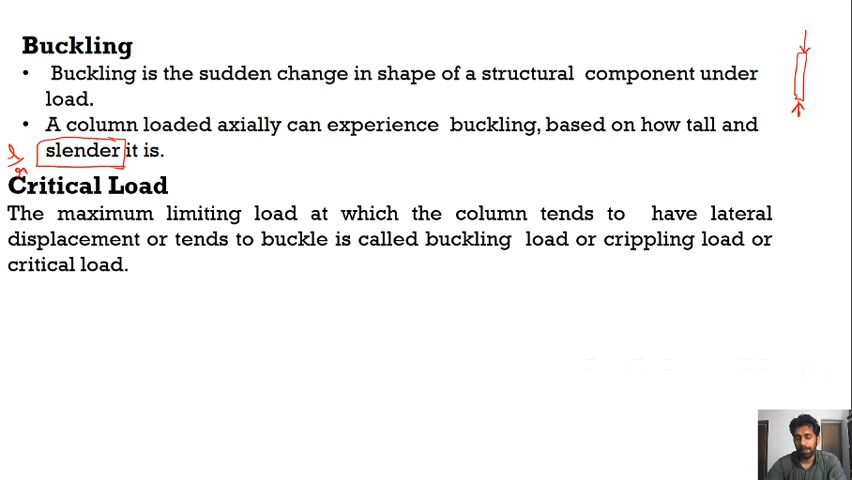 Buckling
• Buckling is the sudden change in shape of a structural component under
load.
• A column loaded axially can experience buckling, based on how tall and
slender it is.
l/r
Critical Load
The maximum limiting load at which the column tends to have lateral
displacement or tends to buckle is called buckling load or crippling load or
critical load.